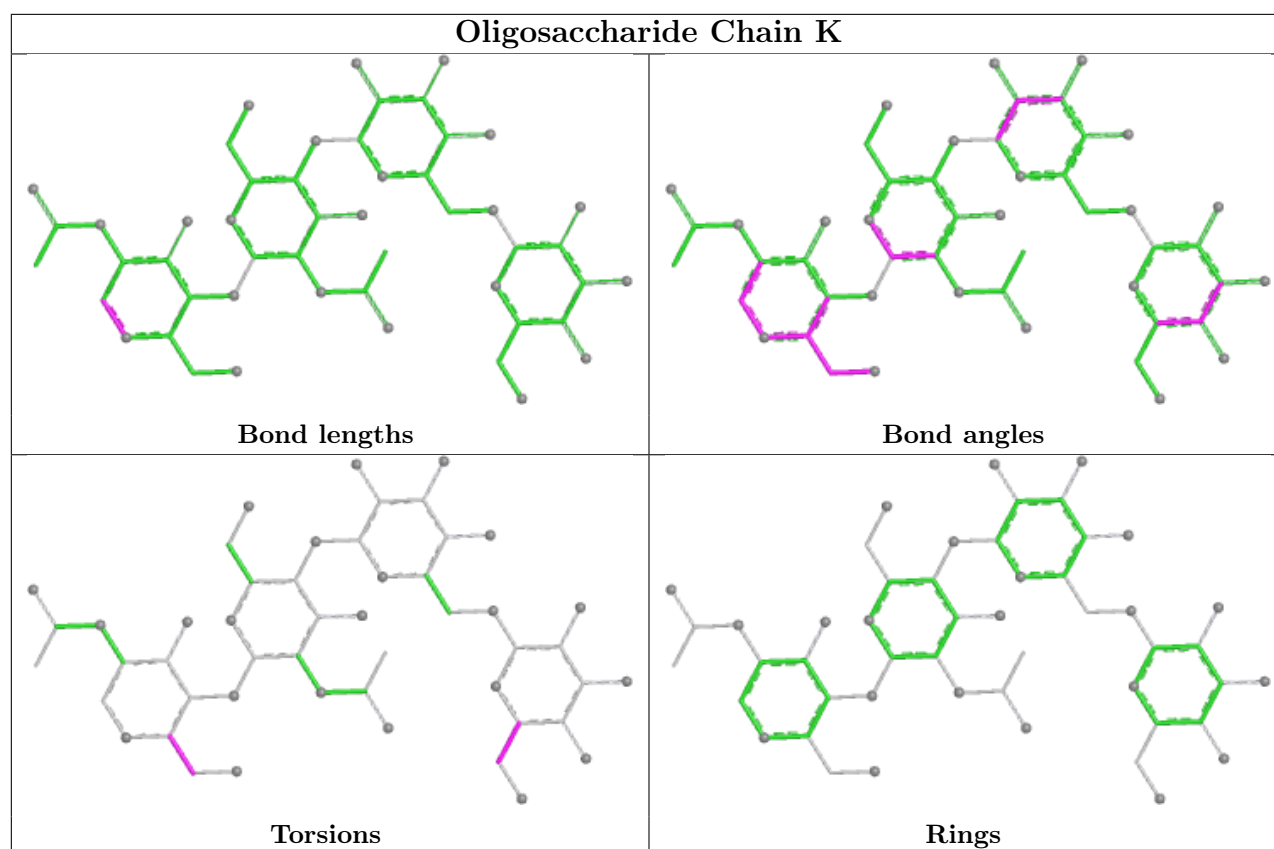 Oligosaccharide Chain K
Bond lengths
Bond angles
Torsions
Rings